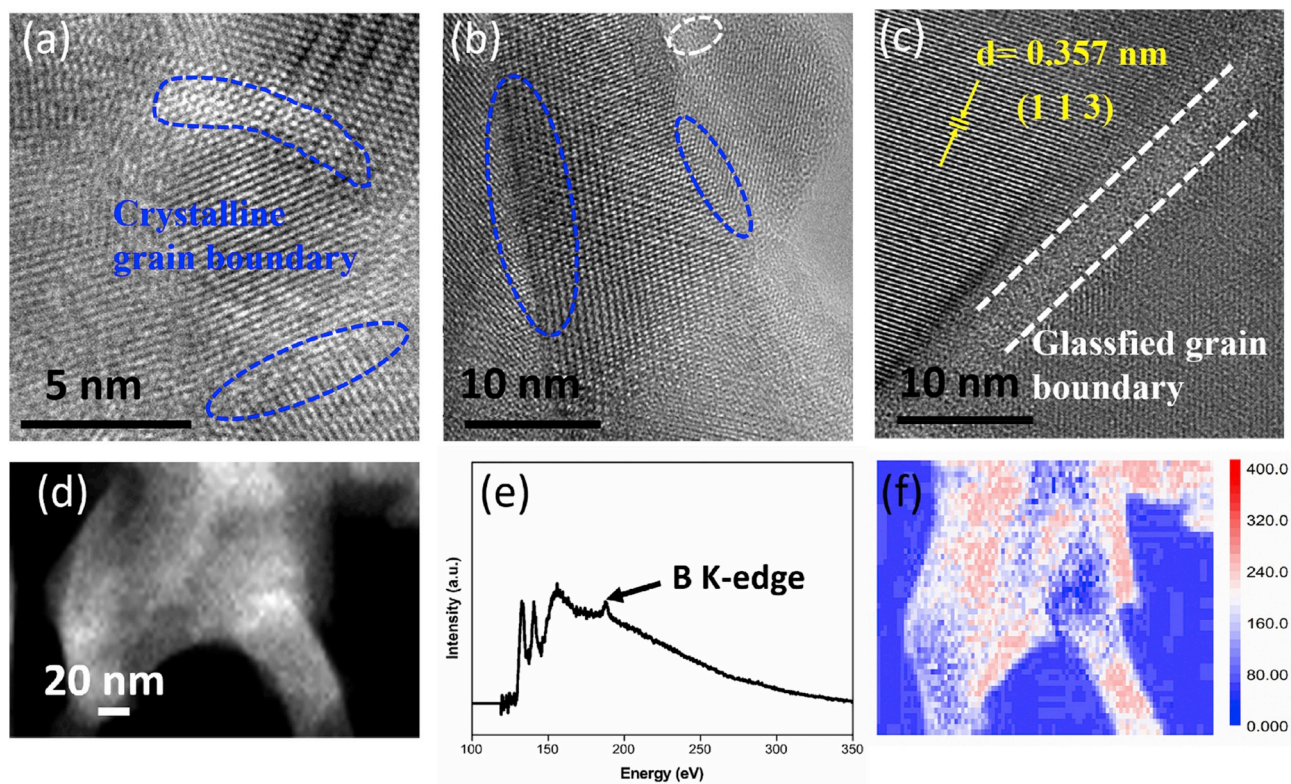 (a)
Crystalline
grain boundary
5 nm
(b)
10 nm
(c)
d= 0.357 nm
(1 1 3)
Glassfied grain
boundary
10 nm
(d)
20 nm
(e)
B K-edge
Intensity (a.u.)
100 150 200 250 300 350
Energy (eV)
(f)
400.0
320.0
240.0
160.0
80.00
0.000